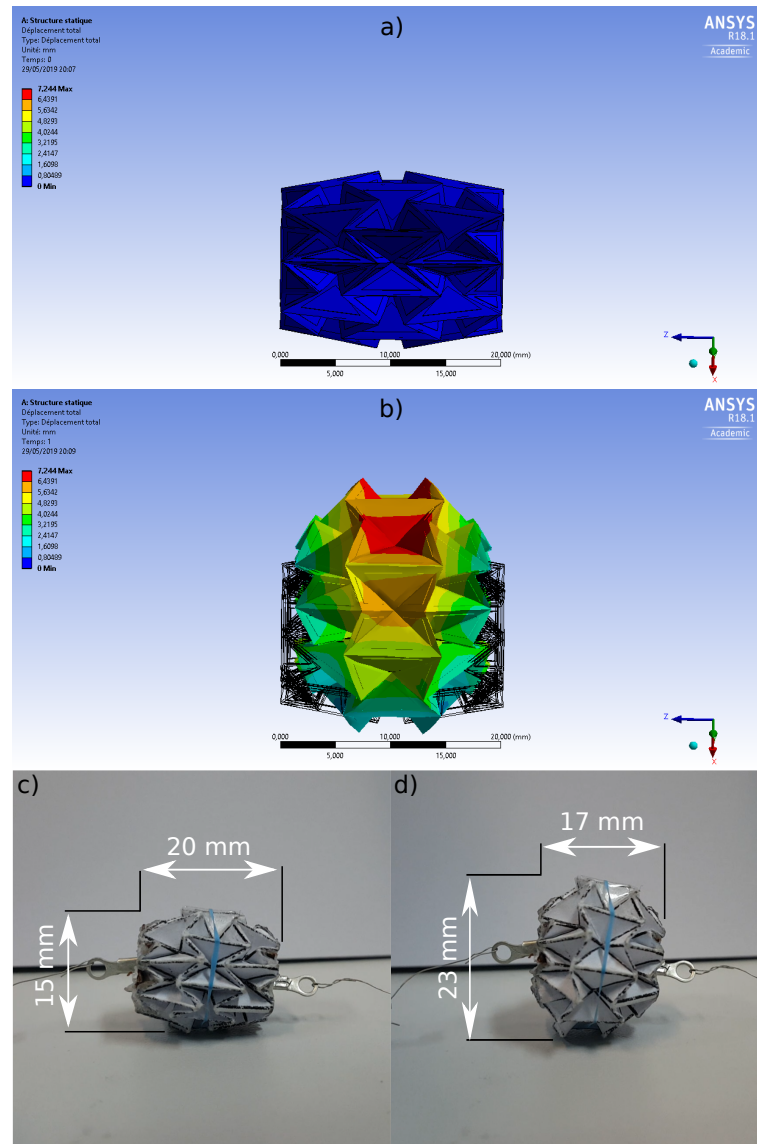 A: Structure statique
Déplacement total
Type: Déplacement total
Unité: mm
Temps: 0
29/05/2019 20:07
7,244 Max
6,4391
5,6342
4,8293
4,0244
3,2195
2,4147
1,6098
0,80489
0 Min
a)
ANSYS
R18.1
Academic
0,000
10,000
20,000 (mm)
5,000
15,000
Z
X
A: Structure statique
Déplacement total
Type: Déplacement total
Unité: mm
Temps: 1
29/05/2019 20:09
7,244 Max
6,4391
5,6342
4,8293
4,0244
3,2195
2,4147
1,6098
0,80489
0 Min
b)
ANSYS
R18.1
Academic
0,000
10,000
20,000 (mm)
5,000
15,000
Z
X
c)
20 mm
15 mm
d)
17 mm
23 mm